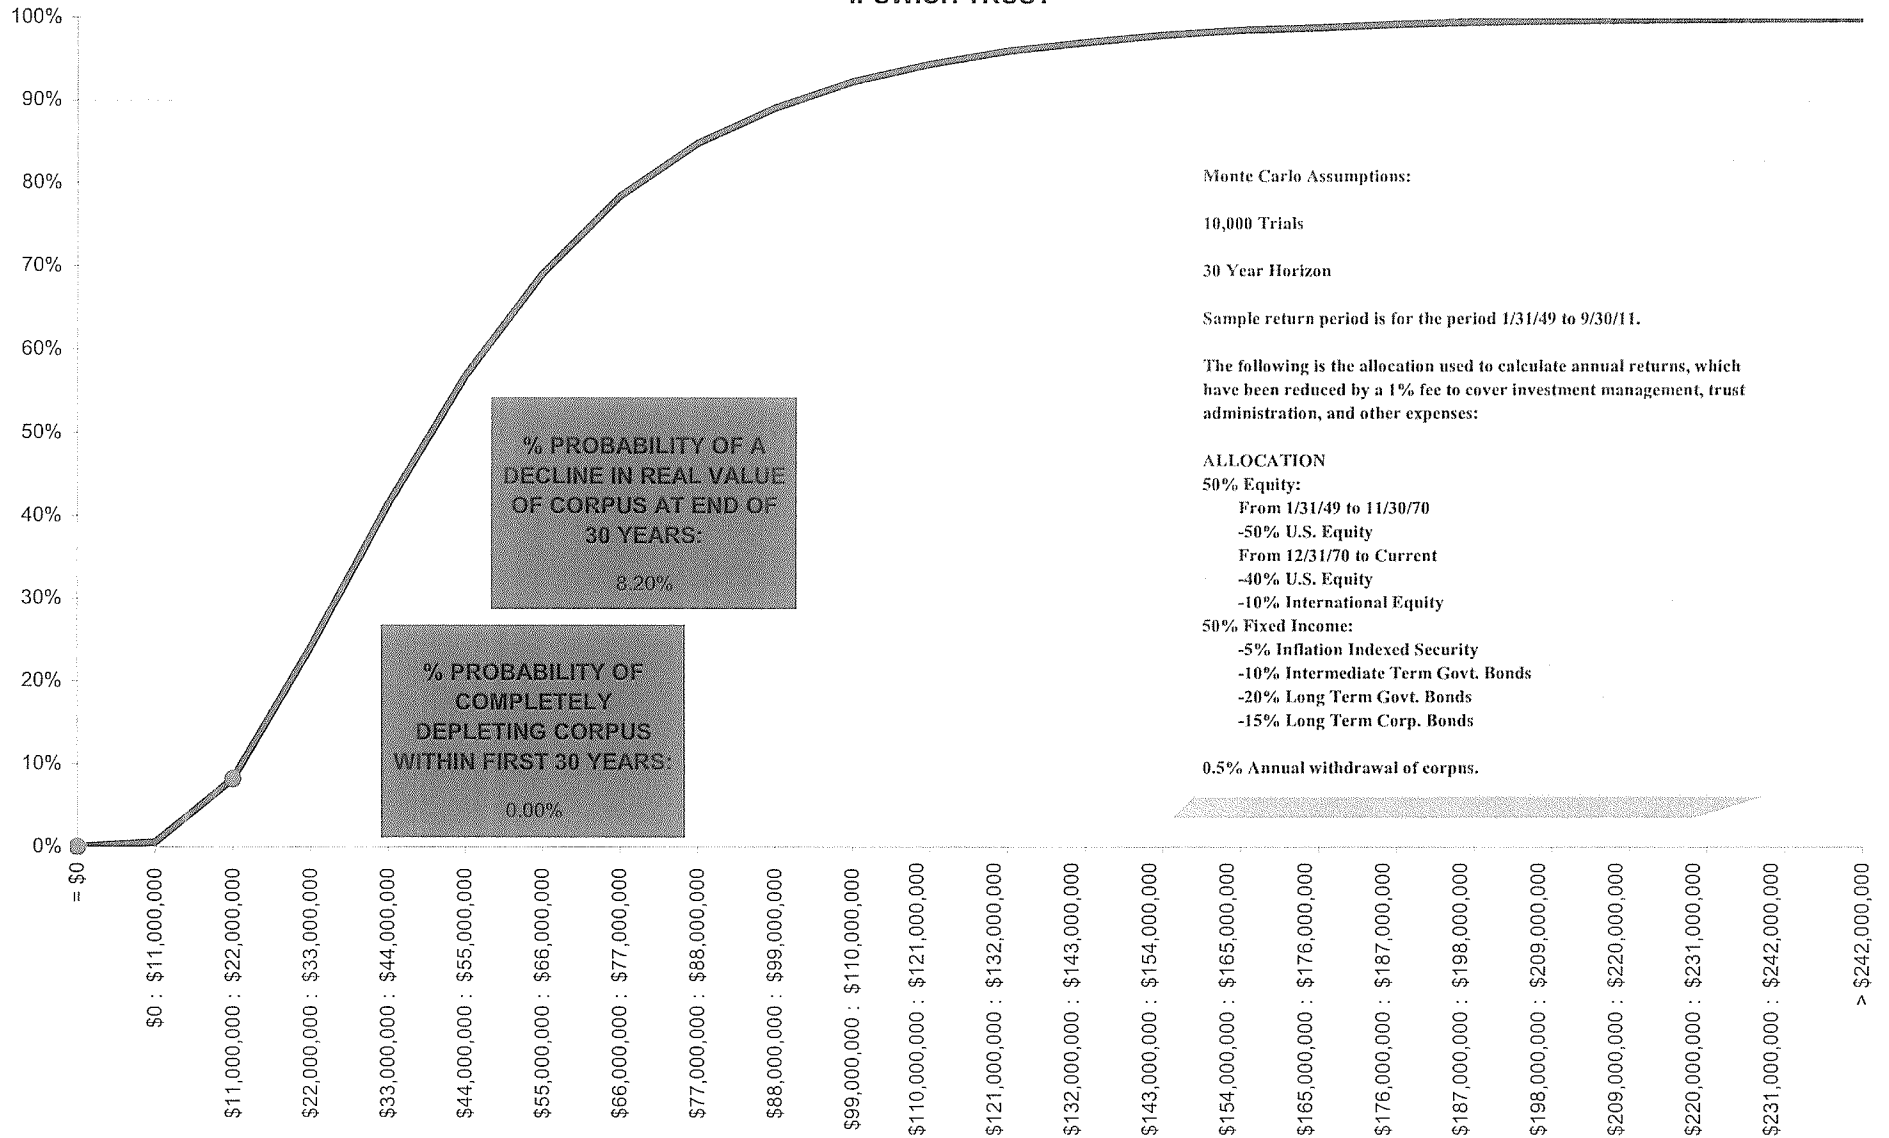 100%
90%
80%
70%
60%
50%
40%
30%
20%
10%
0%
% PROBABILITY OF A
DECLINE IN REAL VALUE
OF CORPUS AT END OF
30 YEARS:
8.20%
% PROBABILITY OF
COMPLETELY
DEPLETING CORPUS
WITHIN FIRST 30 YEARS:
0.00%
Monte Carlo Assumptions:
10,000 Trials
30 Year Horizon
Sample return period is for the period 1/31/49 to 9/30/11.
The following is the allocation used to calculate annual returns, which
have been reduced by a 1% fee to cover investment management, trust
administration, and other expenses:
ALLOCATION
50% Equity:
From 1/31/49 to 11/30/70
-50% U.S. Equity
From 12/31/70 to Current
-40% U.S. Equity
-10% International Equity
50% Fixed Income:
-5% Inflation Indexed Security
-10% Intermediate Term Govt. Bonds
-20% Long Term Govt. Bonds
-15% Long Term Corp. Bonds
0.5% Annual withdrawal of corpus.
= $0
$0 : $11,000,000
$11,000,000 : $22,000,000
$22,000,000 : $33,000,000
$33,000,000 : $44,000,000
$44,000,000 : $55,000,000
$55,000,000 : $66,000,000
$66,000,000 : $77,000,000
$77,000,000 : $88,000,000
$88,000,000 : $99,000,000
$99,000,000 : $110,000,000
$110,000,000 : $121,000,000
$121,000,000 : $132,000,000
$132,000,000 : $143,000,000
$143,000,000 : $154,000,000
$154,000,000 : $165,000,000
$165,000,000 : $176,000,000
$176,000,000 : $187,000,000
$187,000,000 : $198,000,000
$198,000,000 : $209,000,000
$209,000,000 : $220,000,000
$220,000,000 : $231,000,000
$231,000,000 : $242,000,000
> $242,000,000